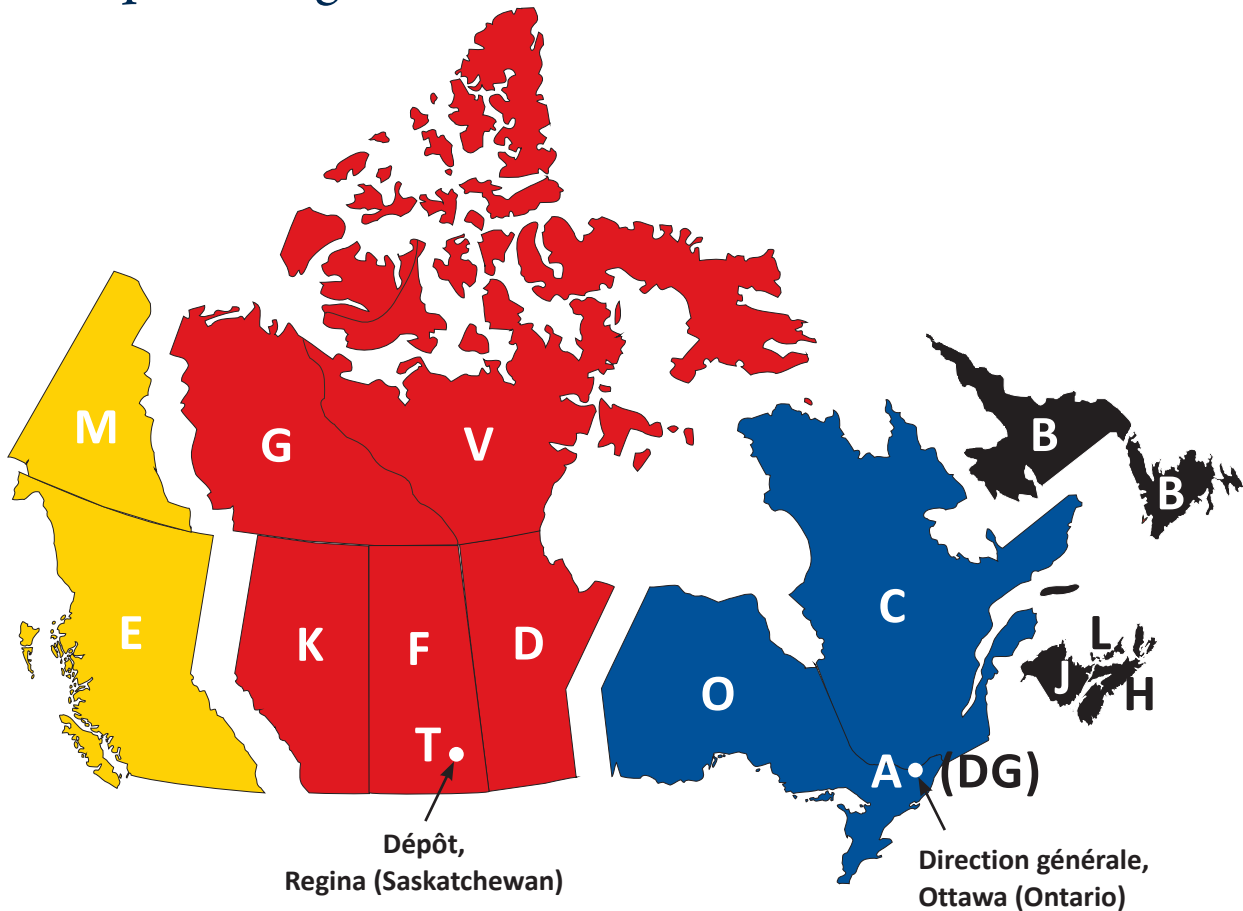 M
G
V
B
B
E
K
F
D
O
C
L
J
H
T
A (DG)
Dépôt,
Regina (Saskatchewan)
Direction générale,
Ottawa (Ontario)